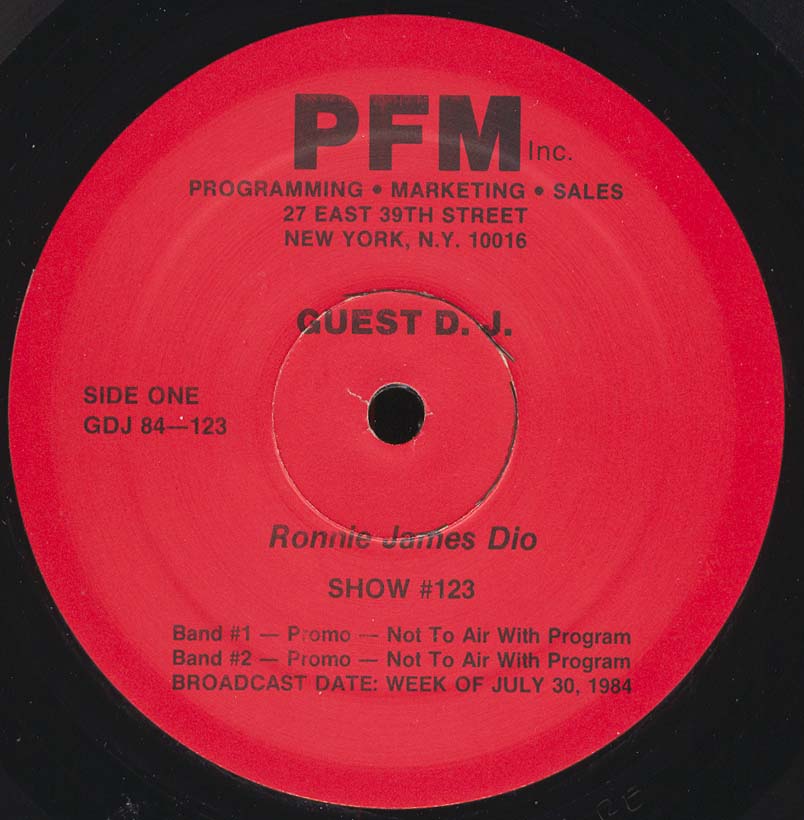 PFM Inc.
PROGRAMMING • MARKETING • SALES
27 EAST 39TH STREET
NEW YORK, N.Y. 10016
GUEST D. J.
SIDE ONE
GDJ 84—123
Ronnie James Dio
SHOW #123
Band #1 — Promo — Not To Air With Program
Band #2 — Promo — Not To Air With Program
BROADCAST DATE: WEEK OF JULY 30, 1984